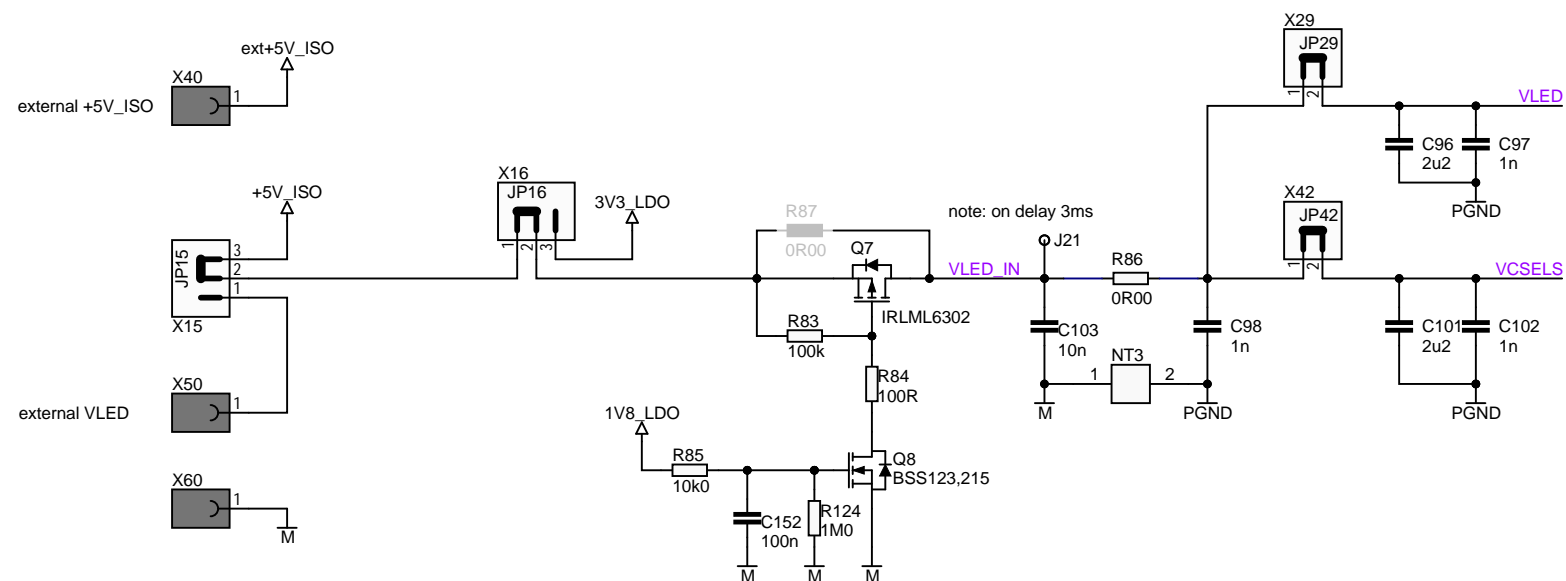 ext+5V_ISO
X40
external +5V_ISO
1
+5V_ISO
3
2
1
JP15
X15
X50
external VLED
1
X60
1
M
X16
JP16
1
2
3
3V3_LDO
R87
0R00
Q7
IRLML6302
R83
100k
R84
100R
1V8_LDO
R85
10k0
C152
100n
R124
1M0
Q8
BSS123,215
M
M
M
note: on delay 3ms
J21
VLED_IN
R86
0R00
C103
10n
C98
1n
NT3
1
2
M
PGND
X29
JP29
1
2
VLED
C96
2u2
C97
1n
PGND
X42
JP42
1
2
VCSELS
C101
2u2
C102
1n
PGND